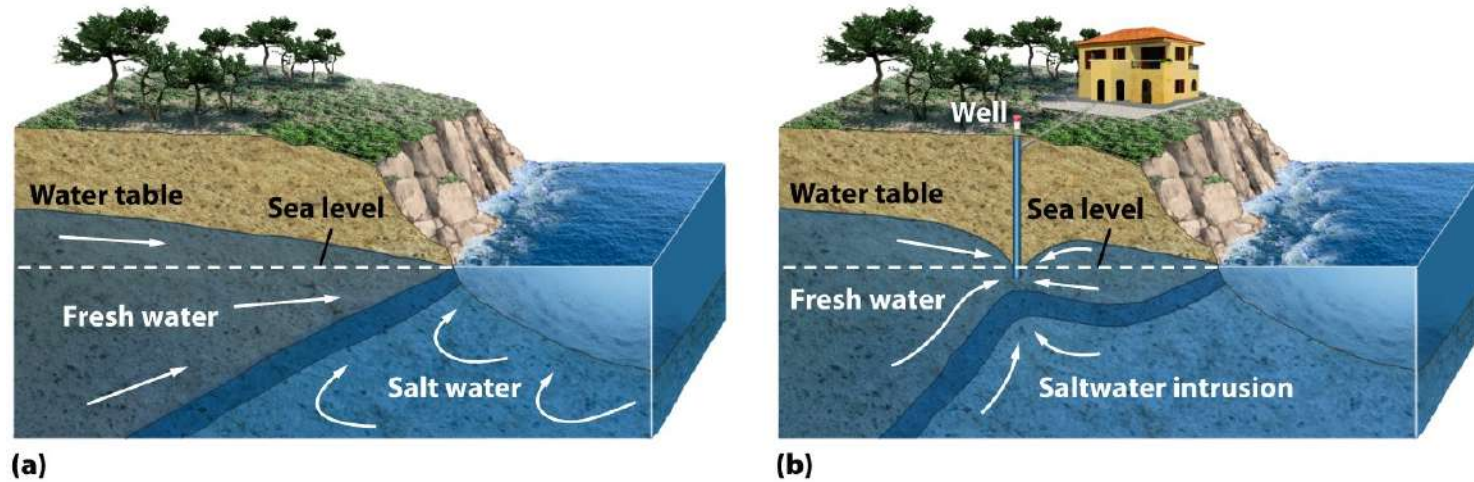 Water table
Sea level
Fresh water
Salt water
(a)
Well
Water table
Sea level
Fresh water
Saltwater intrusion
(b)